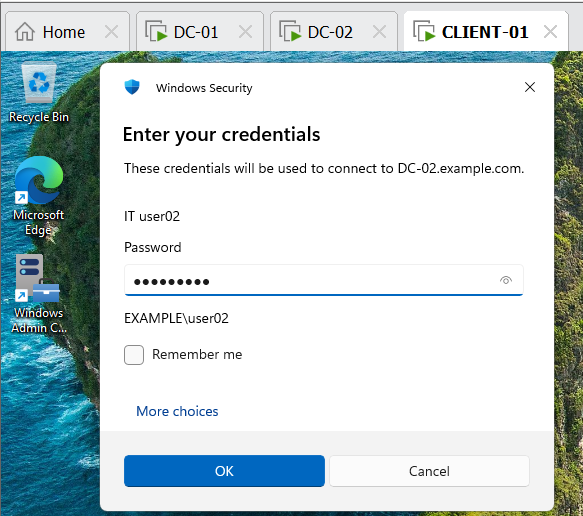 Home
DC-01
DC-02
CLIENT-01
Recycle Bin
Microsoft
Edge
Windows
Admin C...
Windows Security
Enter your credentials
These credentials will be used to connect to DC-02.example.com.
IT user02
Password
●●●●●●●●●
EXAMPLE\user02
Remember me
More choices
OK
Cancel